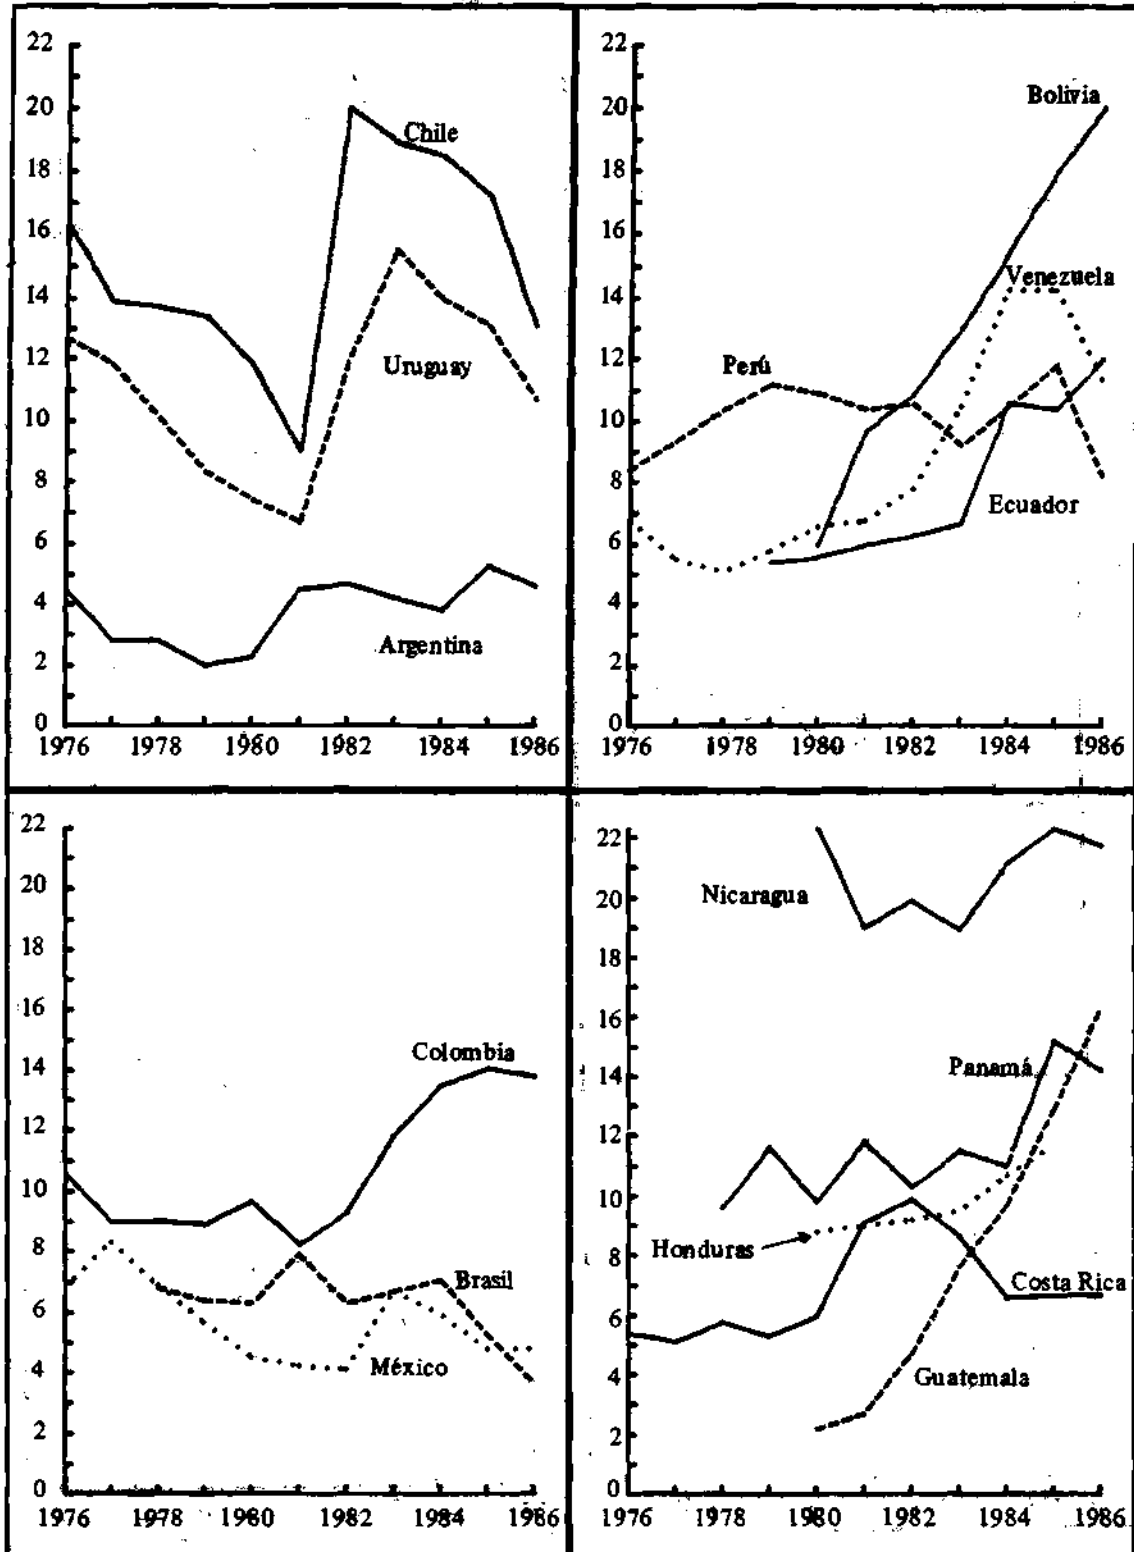 22
20
18
16
14
12
10
8
6
4
2
0
1976 1978 1980 1982 1984 1986
Chile
Uruguay
Argentina
22
20
18
16
14
12
10
8
6
4
2
0
1976 1978 1980 1982 1984 1986
Bolivia
Venezuela
Perú
Ecuador
22
20
18
16
14
12
10
8
6
4
2
0
1976 1978 1980 1982 1984 1986
Colombia
Brasil
México
22
20
18
16
14
12
10
8
6
4
2
0
1976 1978 1980 1982 1984 1986
Nicaragua
Panamá
Honduras
Costa Rica
Guatemala